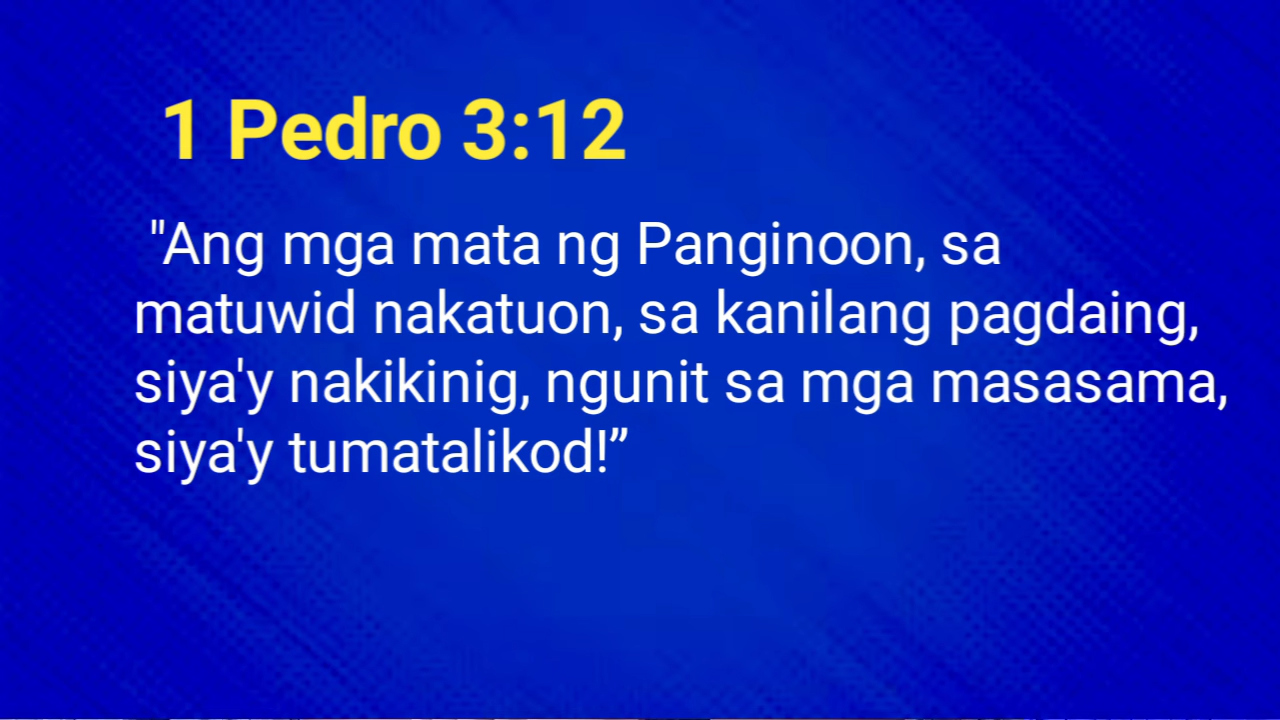 1 Pedro 3:12
"Ang mga mata ng Panginoon, sa
matuwid nakatuon, sa kanilang pagdaing,
siya'y nakikinig, ngunit sa mga masasama,
siya'y tumatalikod!”